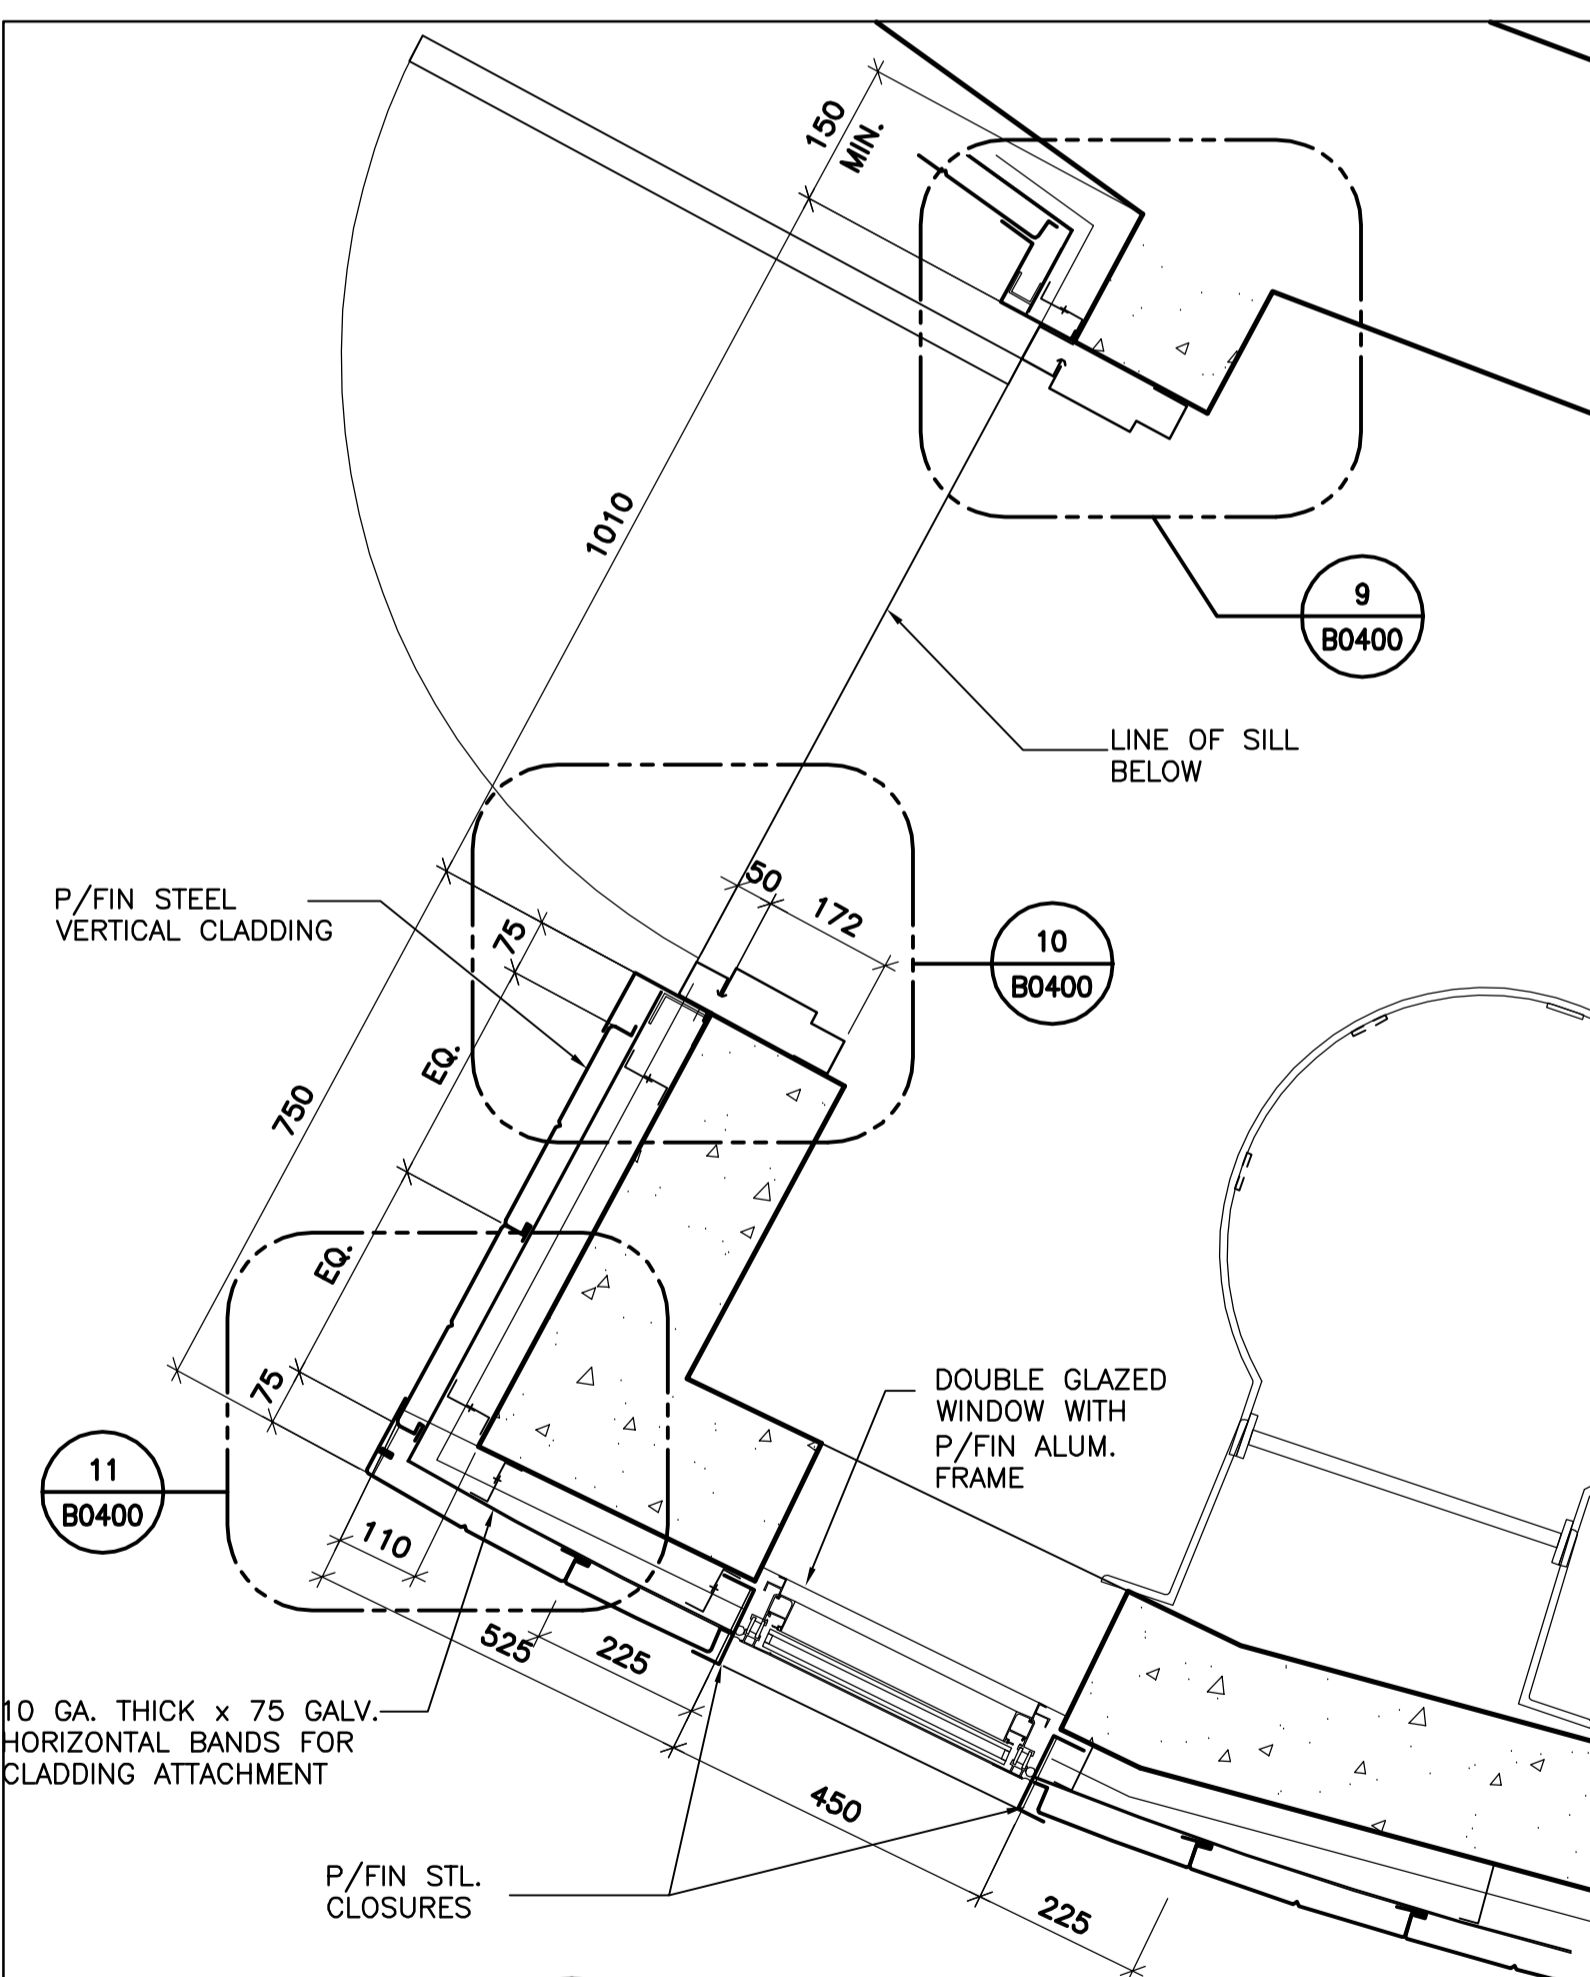 150
MIN.
1010
9
B0400
LINE OF SILL
BELOW
P/FIN STEEL
VERTICAL CLADDING
50
172
75
10
B0400
EQ.
750
EQ.
75
DOUBLE GLAZED
WINDOW WITH
P/FIN ALUM.
FRAME
11
B0400
110
525
225
10 GA. THICK x 75 GALV.
HORIZONTAL BANDS FOR
CLADDING ATTACHMENT
450
P/FIN STL.
CLOSURES
225